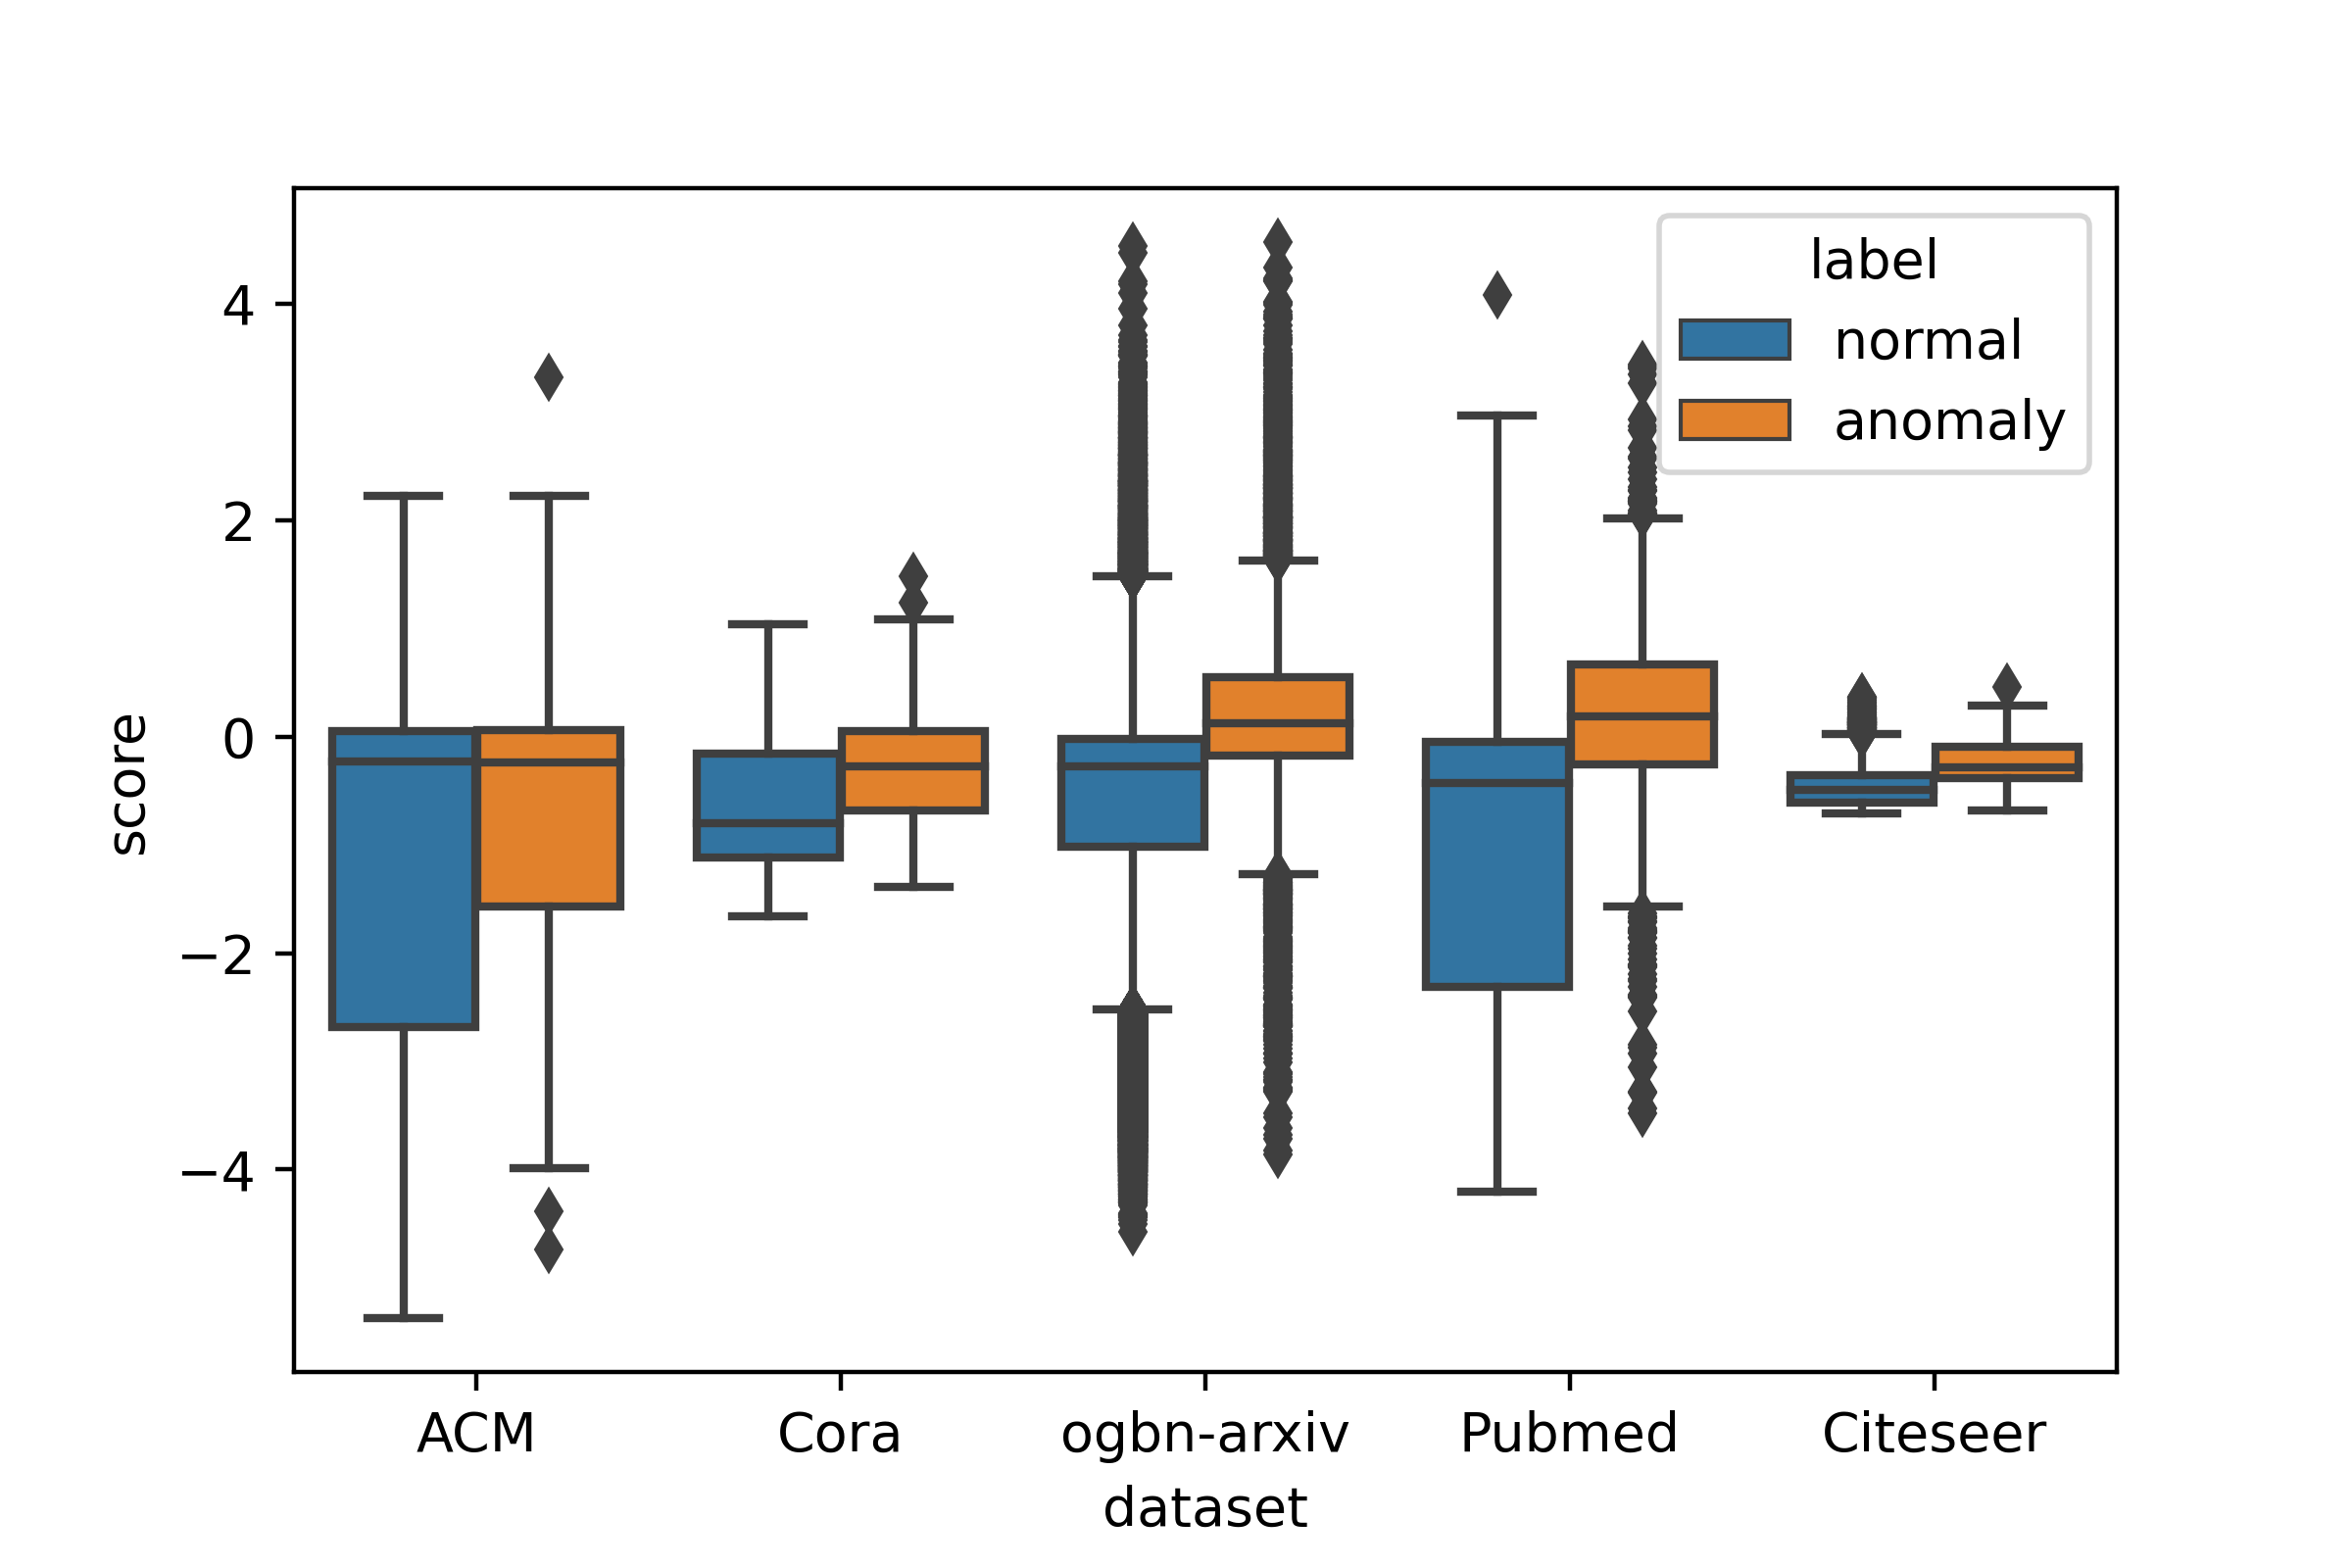 label
normal
anomaly
4
2
0
−2
−4
score
ACM Cora ogbn-arxiv Pubmed Citeseer
dataset